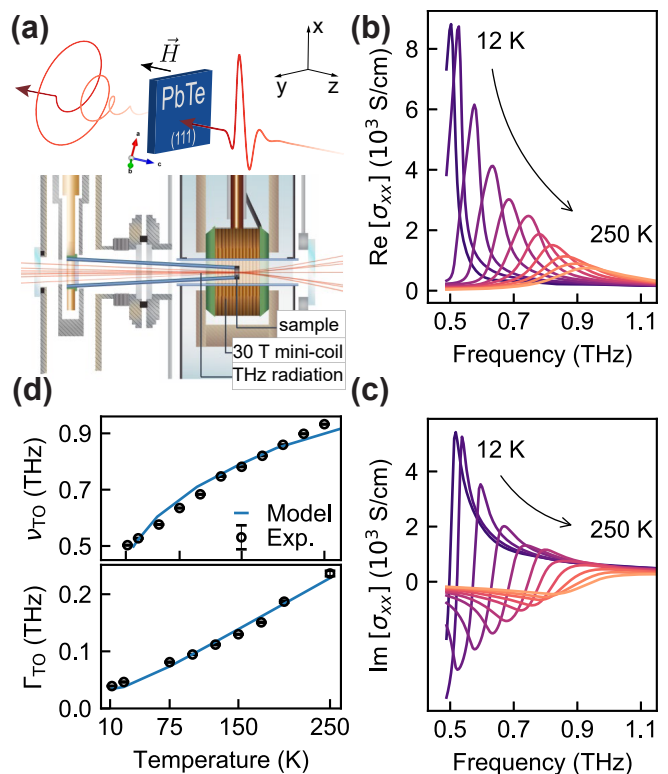 (a)
H
x
y
z
PbTe
(111)
a
b
c
sample
30 T mini-coil
THz radiation
(b)
Re [σxx] (10³ S/cm)
8
6
4
2
0
12 K
250 K
0.5 0.7 0.9 1.1
Frequency (THz)
(c)
Im [σxx] (10³ S/cm)
4
2
0
12 K
250 K
0.5 0.7 0.9 1.1
Frequency (THz)
(d)
νTO (THz)
0.9
0.7
0.5
Model
Exp.
ΓTO (THz)
0.2
0.1
0.0
10 75 150 250
Temperature (K)